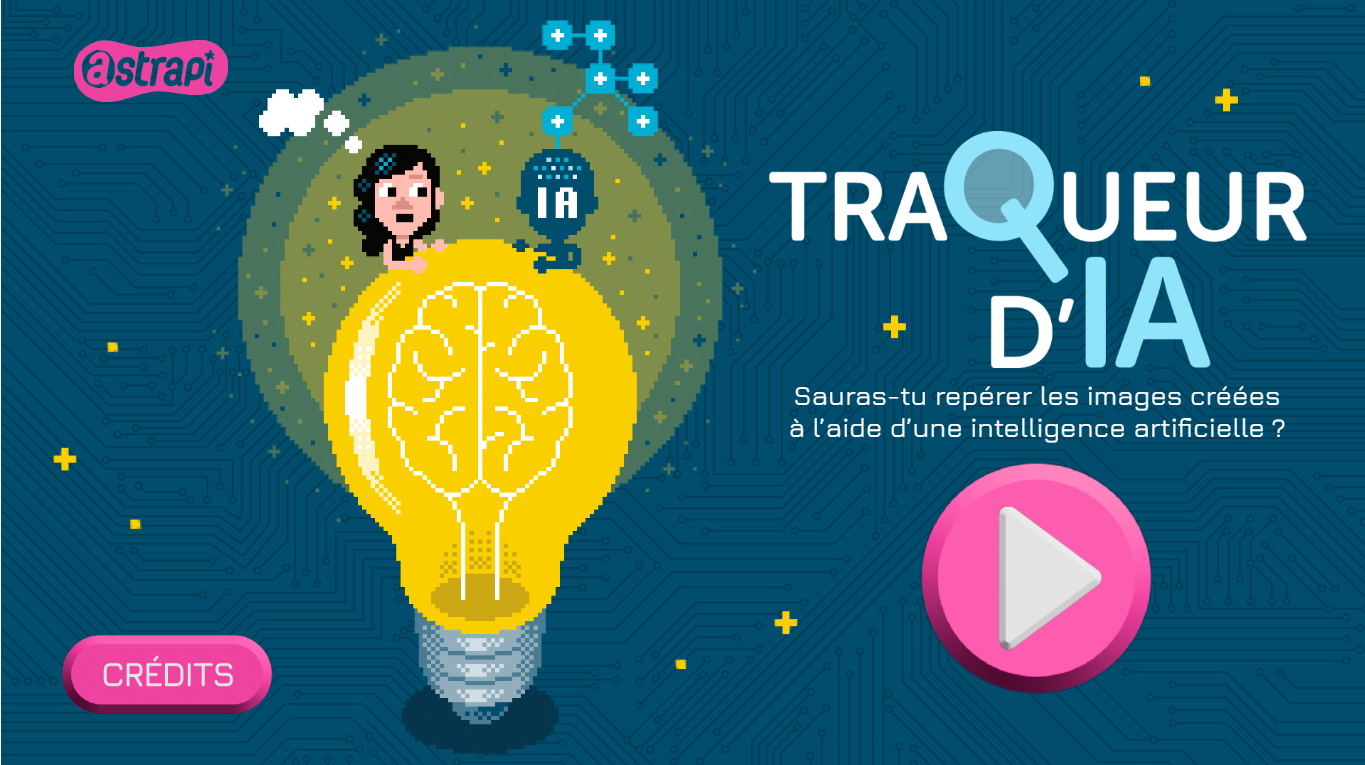 astrapi
IA
TRAQUEUR
D'IA
Sauras-tu repérer les images créées
à l'aide d'une intelligence artificielle ?
CRÉDITS